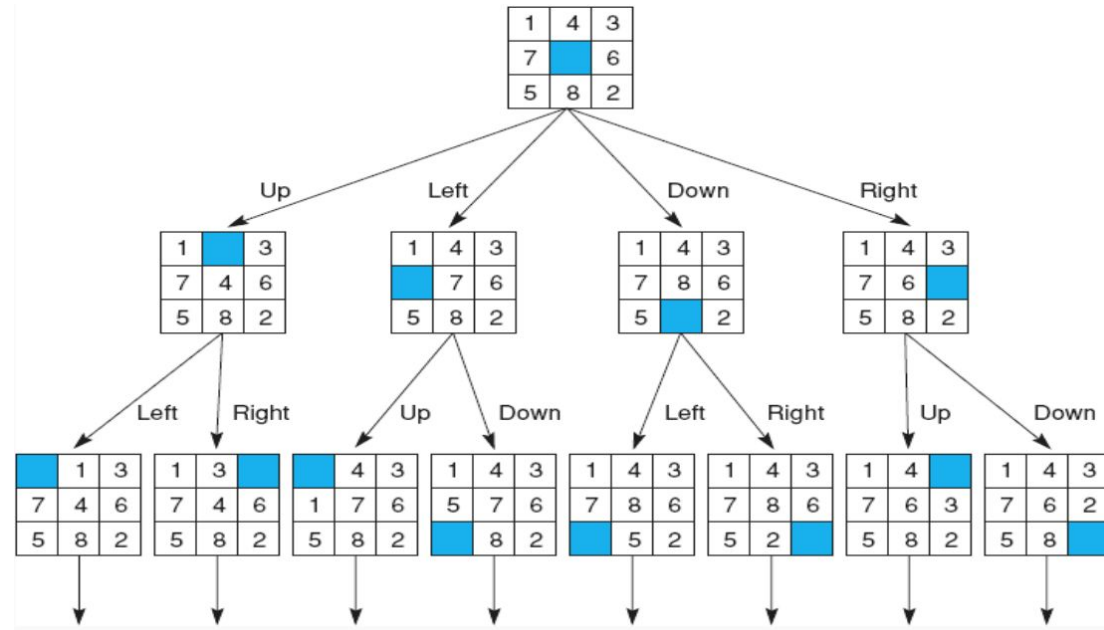 1 4 3
7 6
5 8 2
Up Left Down Right
1 3 1 4 3 1 4 3 1 4 3
7 4 6 7 6 7 8 6 7 6
5 8 2 5 8 2 5 2 5 8 2
Left Right Up Down Left Right Up Down
1 3 1 3 4 3 1 4 3 1 4 3 1 4 3 1 4 1 4 3
7 4 6 7 4 6 1 7 6 5 7 6 7 8 6 7 8 6 7 6 3 7 6 2
5 8 2 5 8 2 5 8 2 8 2 5 2 5 2 5 8 2 5 8